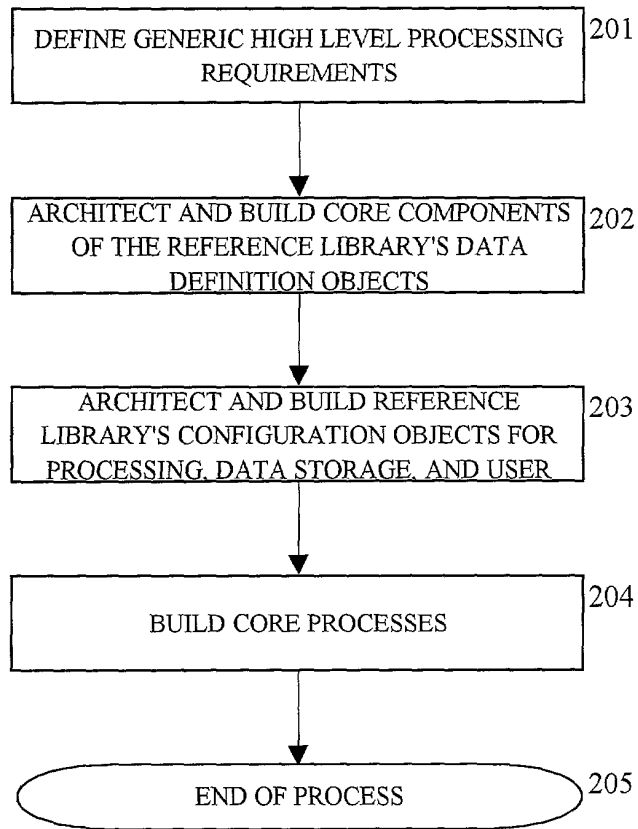 DEFINE GENERIC HIGH LEVEL PROCESSING
REQUIREMENTS
201
ARCHITECT AND BUILD CORE COMPONENTS
OF THE REFERENCE LIBRARY'S DATA
DEFINITION OBJECTS
202
ARCHITECT AND BUILD REFERENCE
LIBRARY'S CONFIGURATION OBJECTS FOR
PROCESSING, DATA STORAGE, AND USER
203
BUILD CORE PROCESSES
204
END OF PROCESS
205